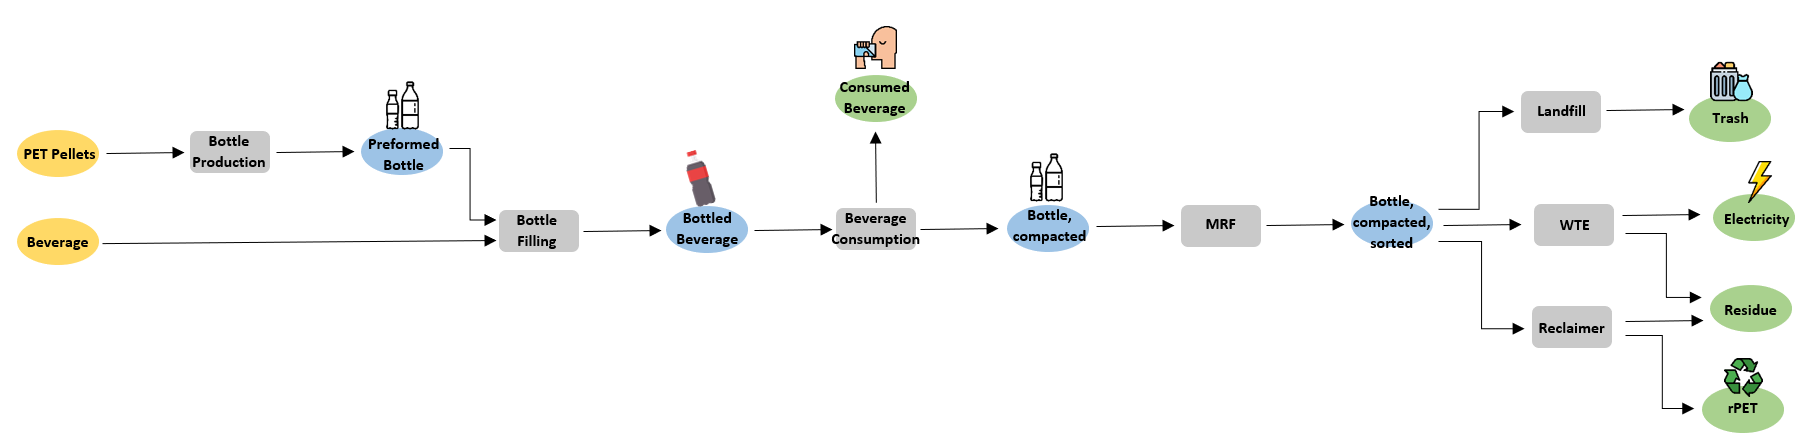 PET Pellets
Bottle
Production
Preformed
Bottle
Beverage
Bottle
Filling
Bottled
Beverage
Consumed
Beverage
Beverage
Consumption
Bottle,
compacted
MRF
Bottle,
compacted,
sorted
Landfill
Trash
WTE
Electricity
Residue
Reclaimer
rPET